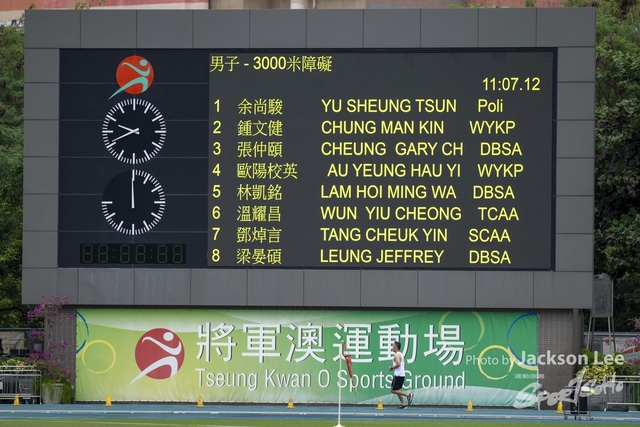 男子 - 3000米障礙
11:07.12
1 余尚駿 YU SHEUNG TSUN Poli
2 鍾文健 CHUNG MAN KIN WYKP
3 張仲頤 CHEUNG GARY CH DBSA
4 歐陽校英 AU YEUNG HAU YI WYKP
5 林凱銘 LAM HOI MING WA DBSA
6 溫耀昌 WUN YIU CHEONG TCAA
7 鄧焯言 TANG CHEUK YIN SCAA
8 梁晏碩 LEUNG JEFFREY DBSA
將軍澳運動場
Tseung Kwan O Sports Ground
Photo by Jackson Lee